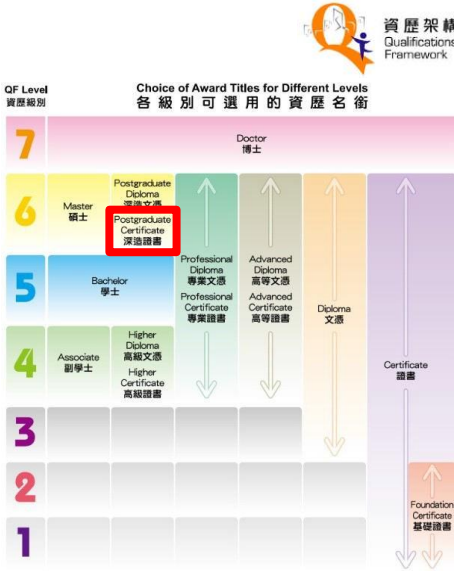 資歷架構
Qualifications
Framework
QF Level
資歷級別
Choice of Award Titles for Different Levels
各級別可選用的資歷名銜
7
Doctor
博士
6
Master
碩士
Postgraduate
Diploma
深造文憑
Postgraduate
Certificate
深造證書
5
Bachelor
學士
Professional
Diploma
專業文憑
Professional
Certificate
專業證書
Advanced
Diploma
高等文憑
Advanced
Certificate
高等證書
Diploma
文憑
Certificate
證書
4
Associate
副學士
Higher
Diploma
高級文憑
Higher
Certificate
高級證書
3
2
Foundation
Certificate
基礎證書
1